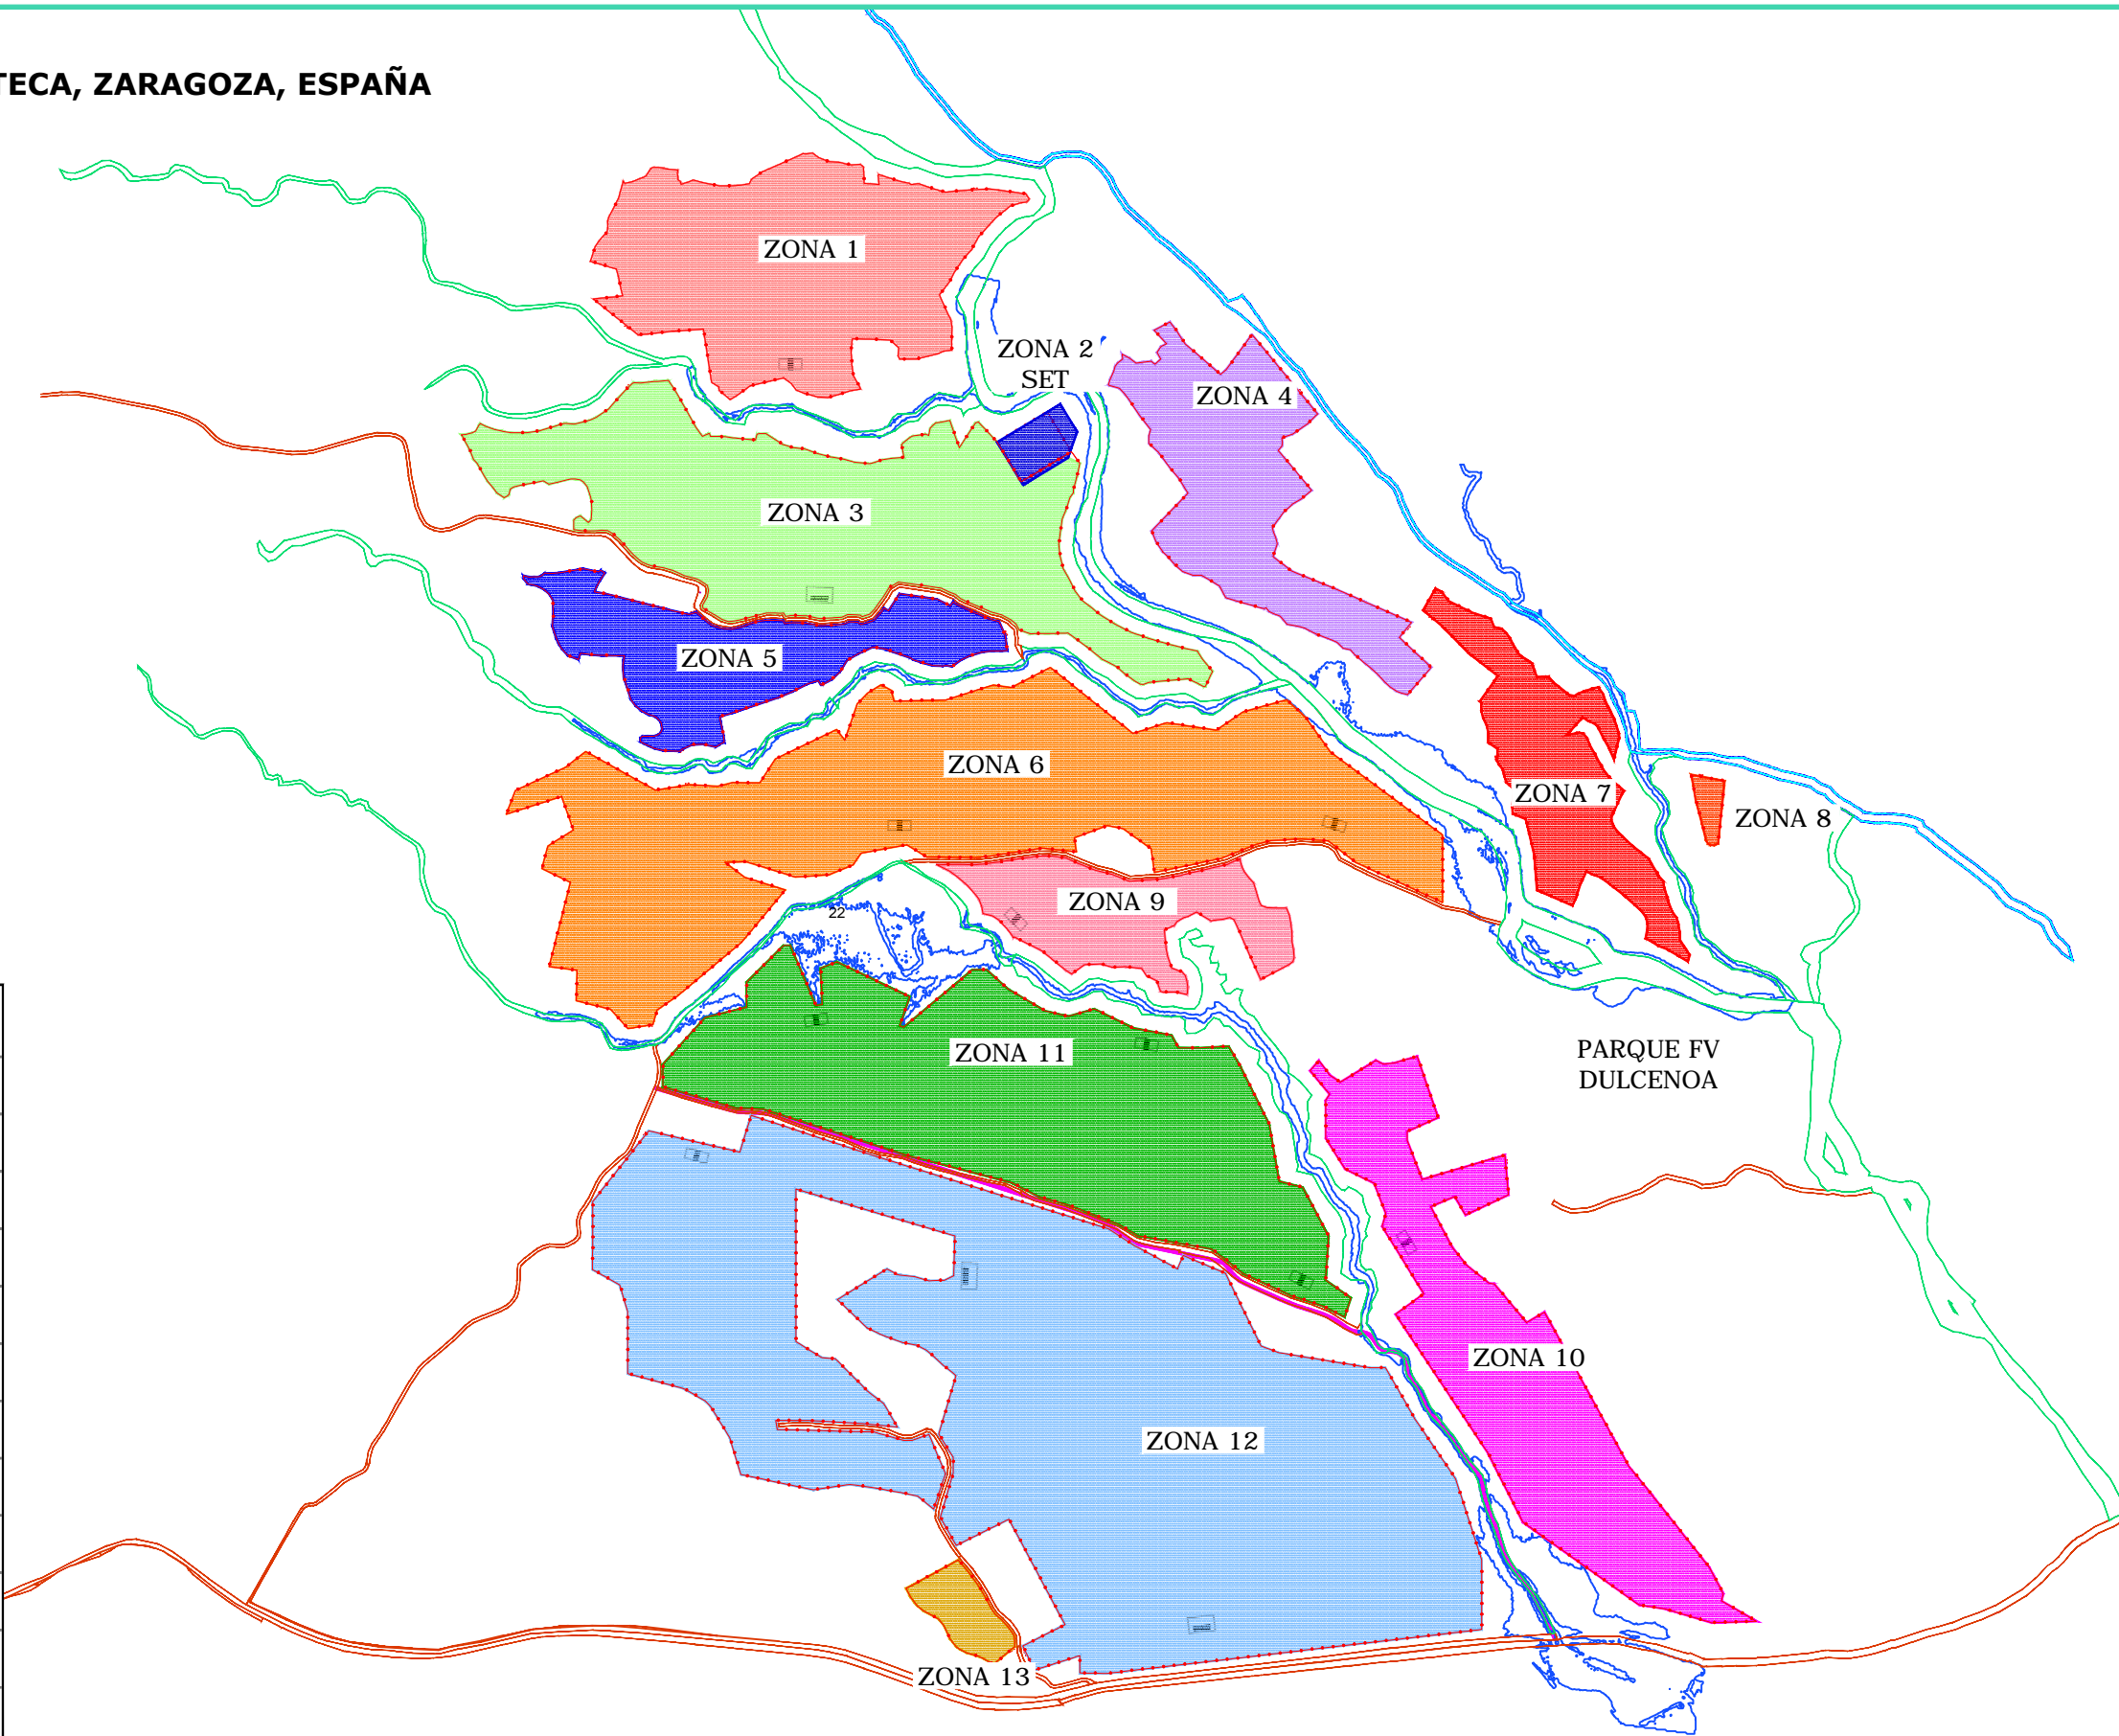 TECA, ZARAGOZA, ESPAÑA
ZONA 1
ZONA 2
SET
ZONA 4
ZONA 3
ZONA 5
ZONA 6
ZONA 7
ZONA 8
ZONA 9
22
ZONA 11
PARQUE FV
DULCENOA
ZONA 10
ZONA 12
ZONA 13